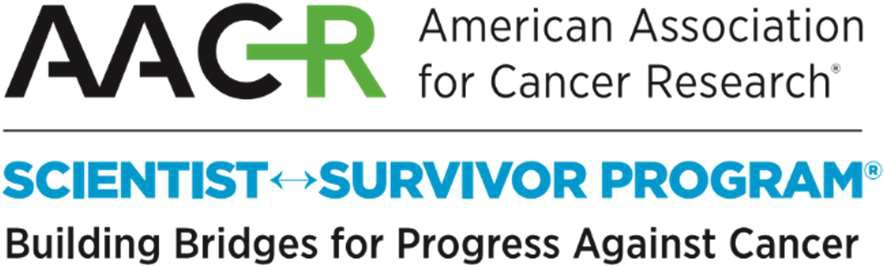 AACR
American Association
for Cancer Research®
SCIENTIST↔SURVIVOR PROGRAM®
Building Bridges for Progress Against Cancer